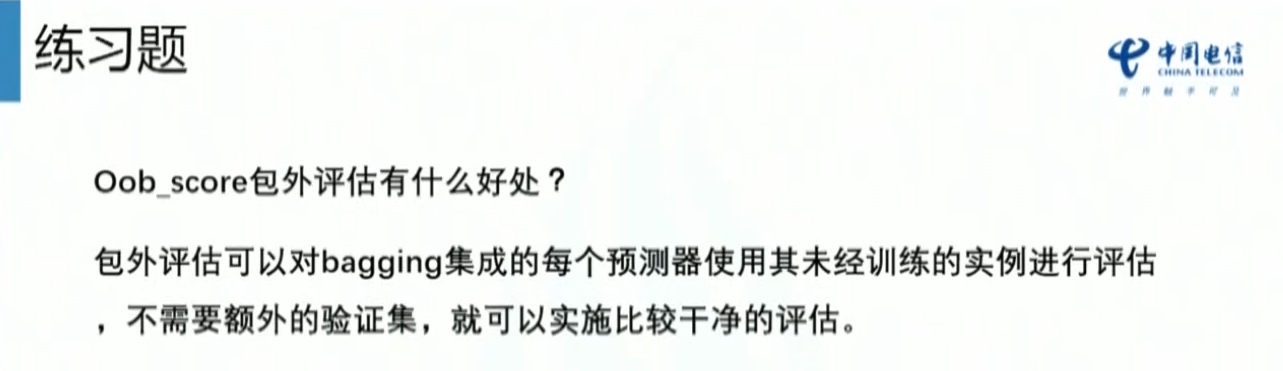 练习题
中国电信
CHINA TELECOM
世界触手可及
Oob_score包外评估有什么好处？
包外评估可以对bagging集成的每个预测器使用其未经训练的实例进行评估
，不需要额外的验证集，就可以实施比较干净的评估。